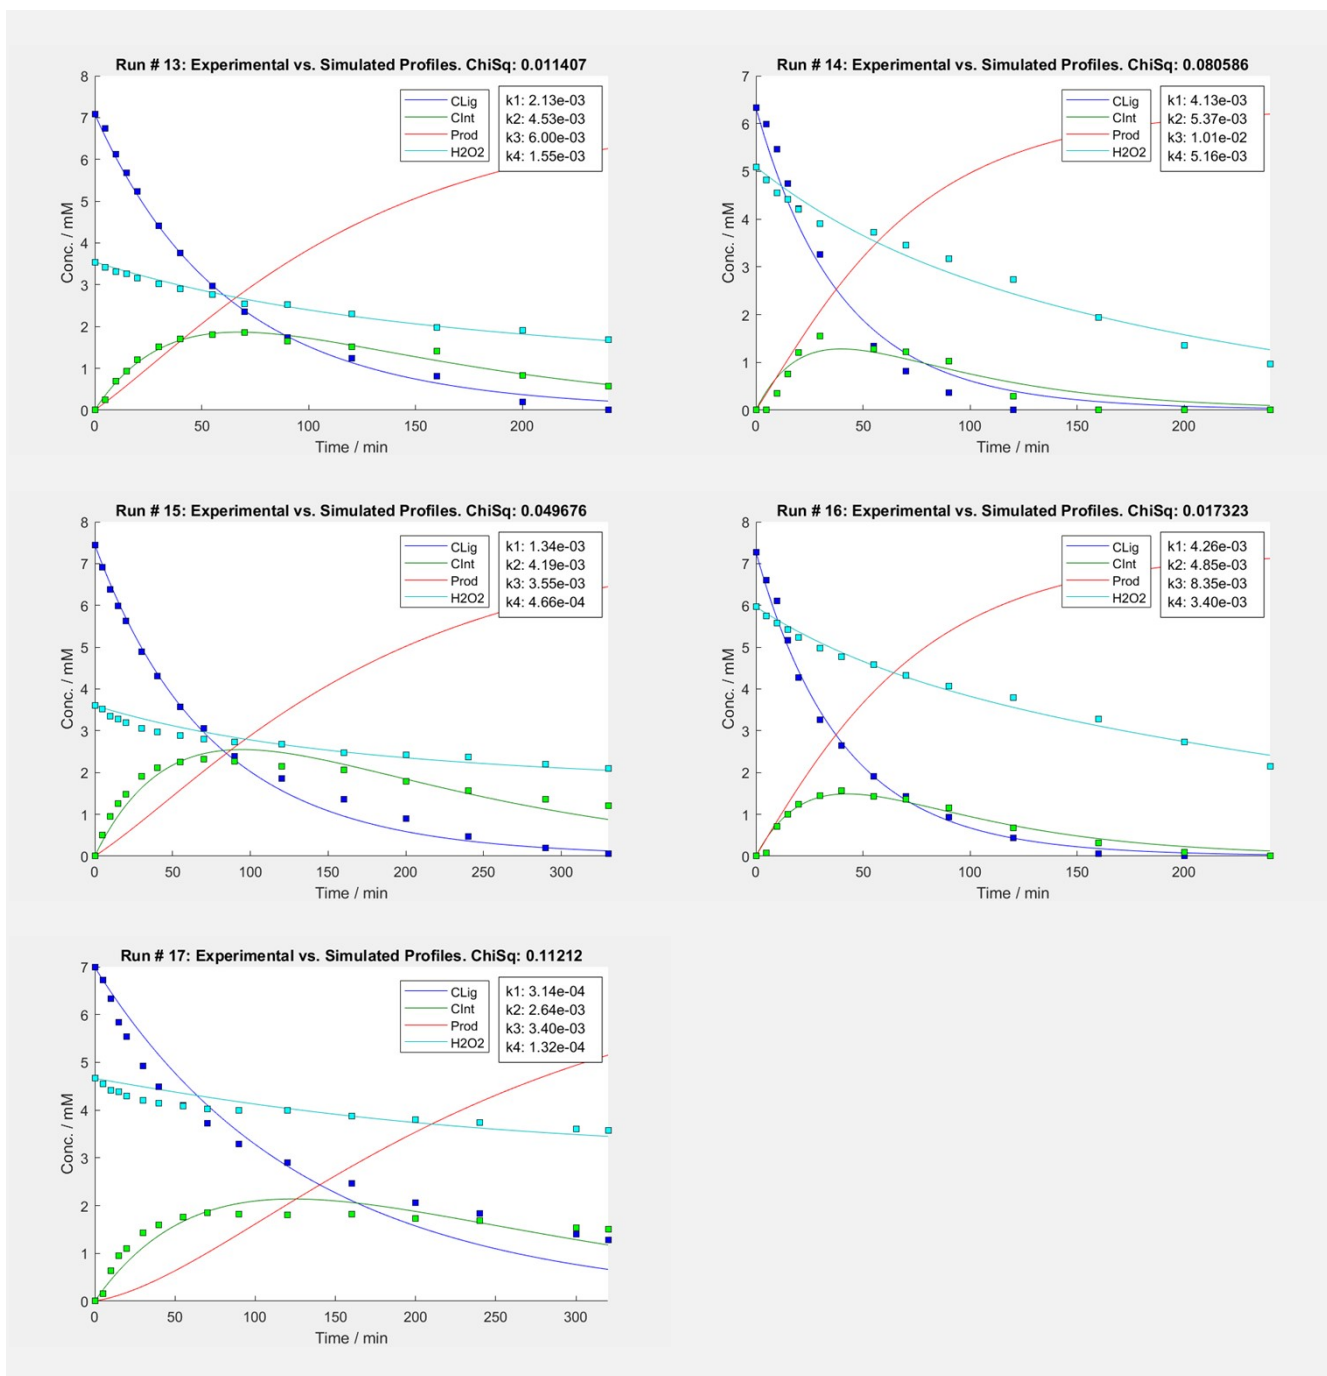 Run # 13: Experimental vs. Simulated Profiles. ChiSq: 0.011407
8
7
6
5
4
3
2
1
0
Conc. / mM
CLig
CInt
Prod
H2O2
k1: 2.13e-03
k2: 4.53e-03
k3: 6.00e-03
k4: 1.55e-03
0 50 100 150 200
Time / min
Run # 14: Experimental vs. Simulated Profiles. ChiSq: 0.080586
7
6
5
4
3
2
1
0
Conc. / mM
CLig
CInt
Prod
H2O2
k1: 4.13e-03
k2: 5.37e-03
k3: 1.01e-02
k4: 5.16e-03
0 50 100 150 200
Time / min
Run # 15: Experimental vs. Simulated Profiles. ChiSq: 0.049676
8
7
6
5
4
3
2
1
0
Conc. / mM
CLig
CInt
Prod
H2O2
k1: 1.34e-03
k2: 4.19e-03
k3: 3.55e-03
k4: 4.66e-04
0 50 100 150 200 250 300
Time / min
Run # 16: Experimental vs. Simulated Profiles. ChiSq: 0.017323
8
7
6
5
4
3
2
1
0
Conc. / mM
CLig
CInt
Prod
H2O2
k1: 4.26e-03
k2: 4.85e-03
k3: 8.35e-03
k4: 3.40e-03
0 50 100 150 200
Time / min
Run # 17: Experimental vs. Simulated Profiles. ChiSq: 0.11212
7
6
5
4
3
2
1
0
Conc. / mM
CLig
CInt
Prod
H2O2
k1: 3.14e-04
k2: 2.64e-03
k3: 3.40e-03
k4: 1.32e-04
0 50 100 150 200 250 300
Time / min